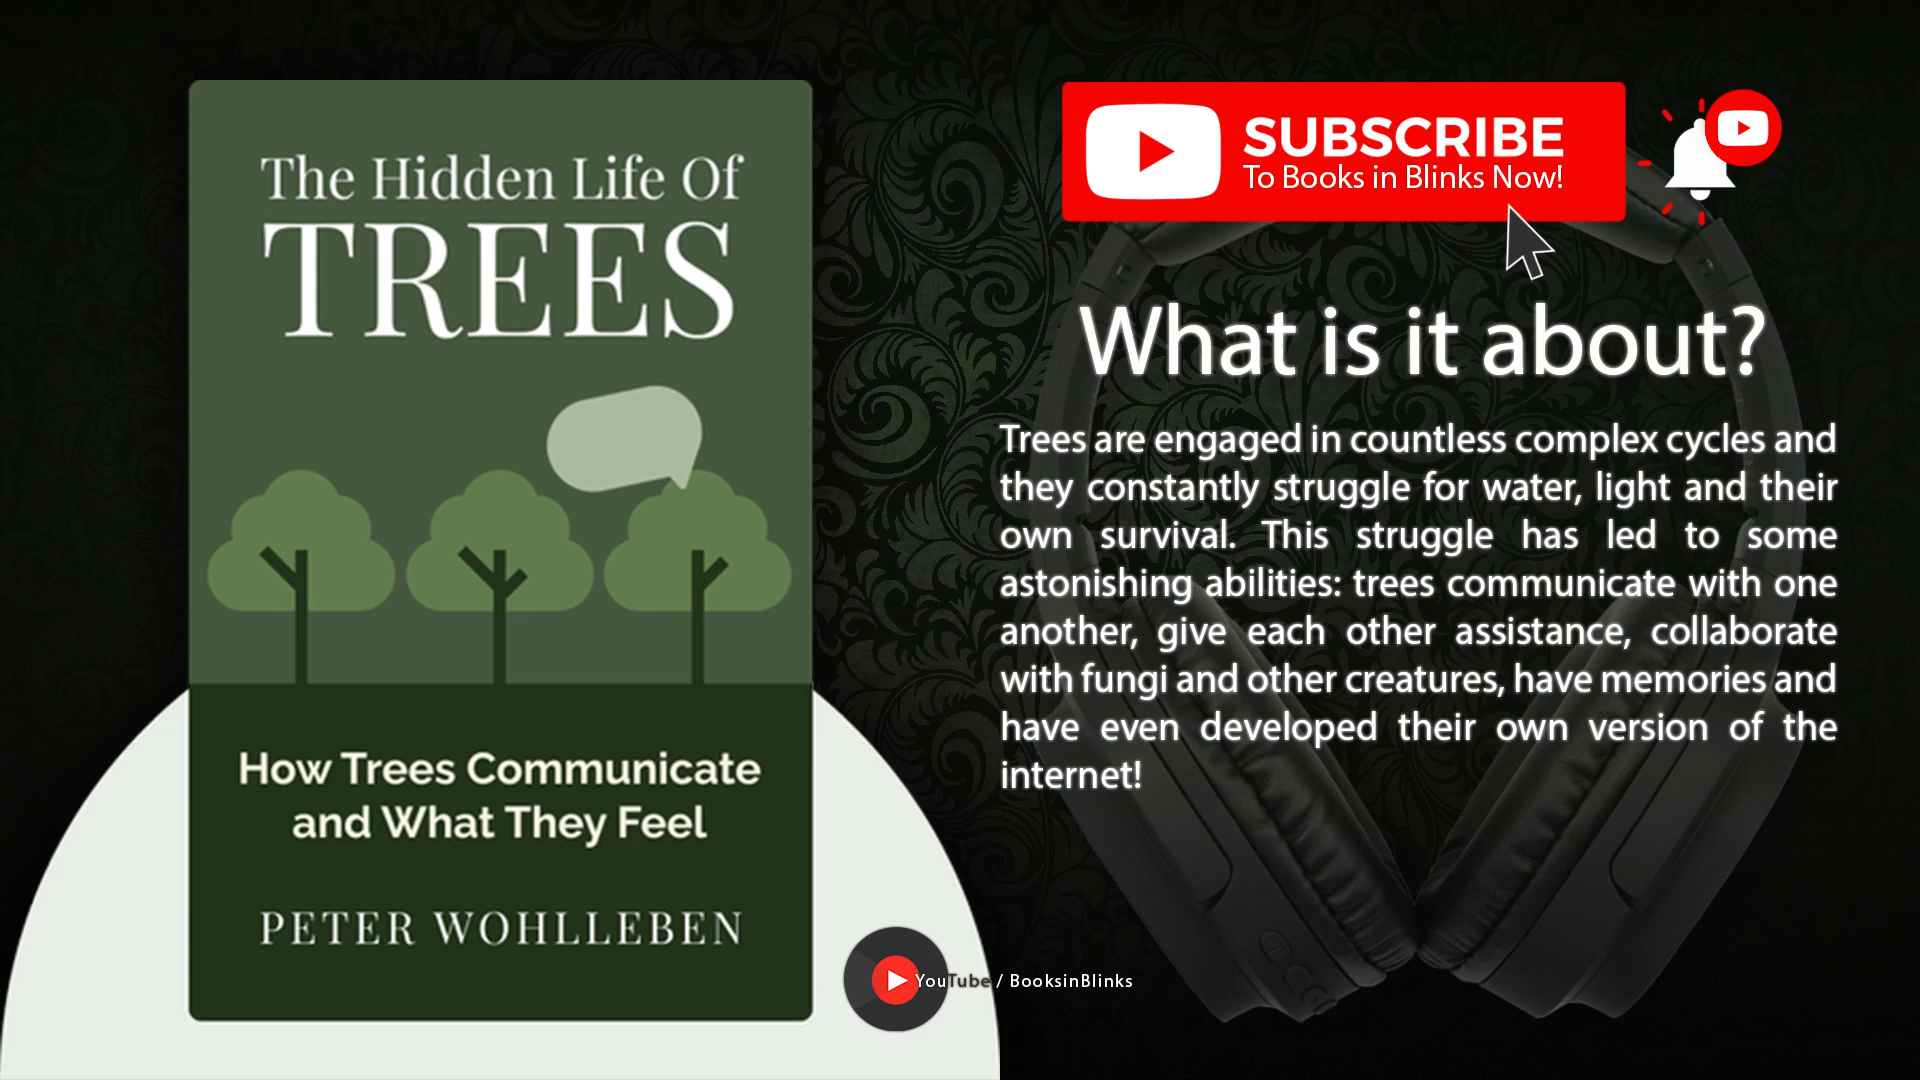 The Hidden Life Of
TREES
How Trees Communicate
and What They Feel
PETER WOHLLEBEN
SUBSCRIBE
To Books in Blinks Now!
What is it about?
Trees are engaged in countless complex cycles and
they constantly struggle for water, light and their
own survival. This struggle has led to some
astonishing abilities: trees communicate with one
another, give each other assistance, collaborate
with fungi and other creatures, have memories and
have even developed their own version of the
internet!
YouTube / BooksinBlinks